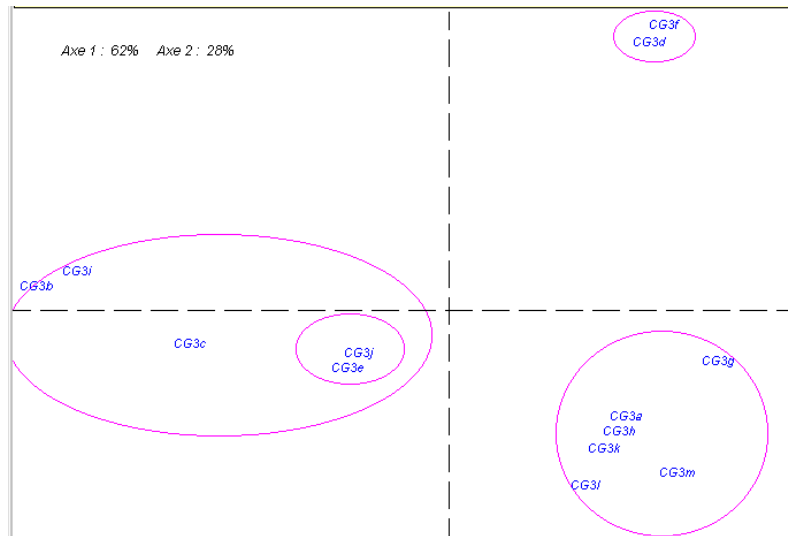 CG3f
CG3d
Axe 1 : 62% Axe 2 : 28%
CG3i
CG3b
CG3c
CG3j
CG3e
CG3g
CG3a
CG3h
CG3k
CG3m
CG3l